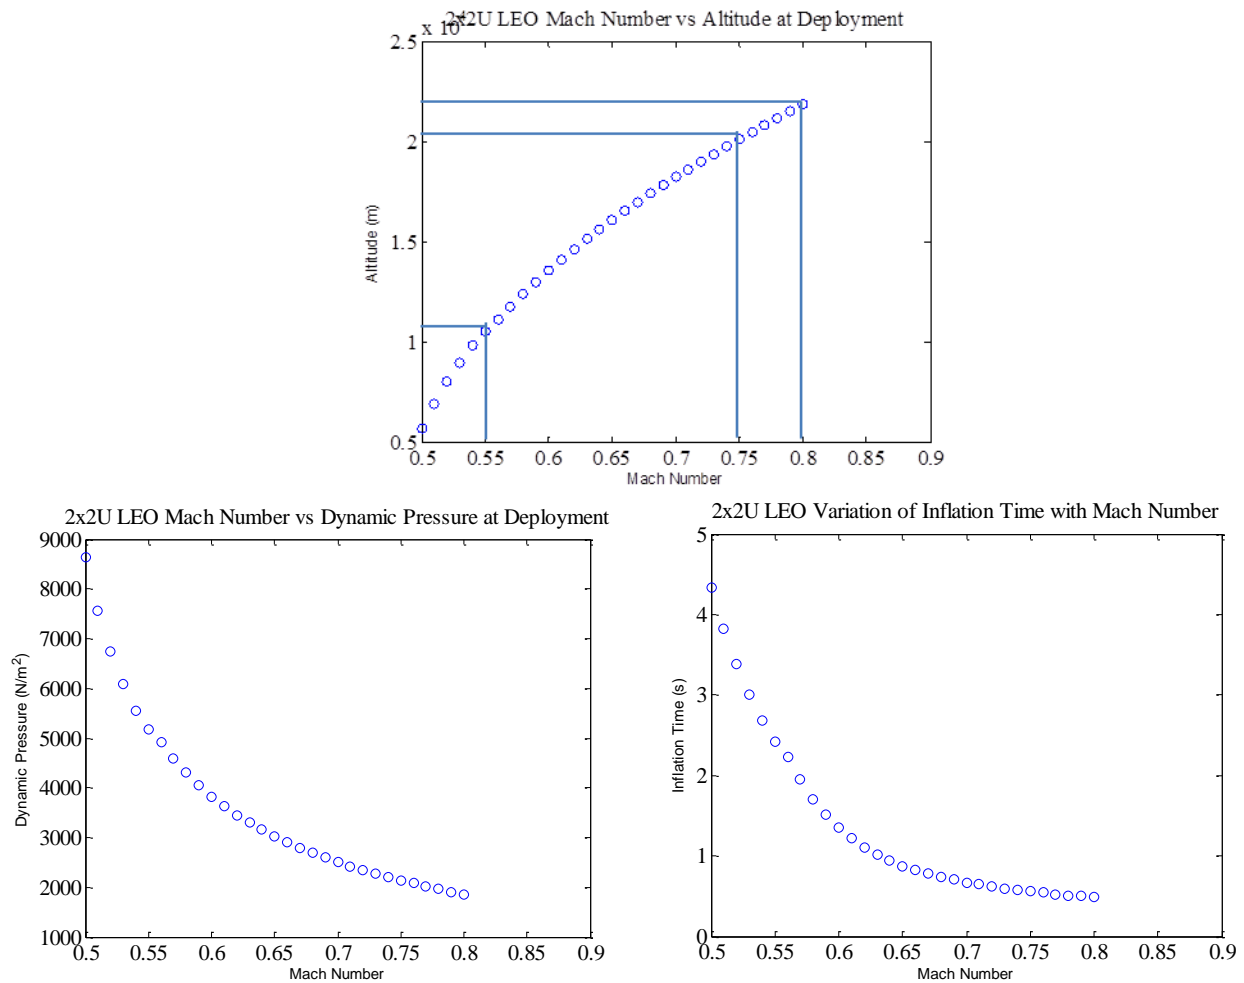 2x2U LEO Mach Number vs Altitude at Deployment
x 10
2.5
2
1.5
1
0.5
Altitude (m)
0.5 0.55 0.6 0.65 0.7 0.75 0.8 0.85 0.9
Mach Number
2x2U LEO Mach Number vs Dynamic Pressure at Deployment
9000
8000
7000
6000
5000
4000
3000
2000
1000
Dynamic Pressure (N/m²)
0.5 0.55 0.6 0.65 0.7 0.75 0.8 0.85 0.9
Mach Number
2x2U LEO Variation of Inflation Time with Mach Number
5
4
3
2
1
0
Inflation Time (s)
0.5 0.55 0.6 0.65 0.7 0.75 0.8 0.85 0.9
Mach Number